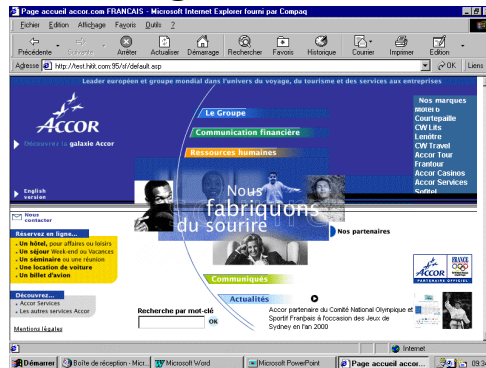 Page accueil accor.com FRANCAIS - Microsoft Internet Explorer fourni par Compaq
Fichier Edition Affichage Favoris Outils ?
Précédente Suivante Arrêter Actualiser Démarrage Rechercher Favoris Historique Courrier Imprimer Edition
Adresse http://test.hikit.com:95/sf/default.asp OK Liens
Leader européen et groupe mondial dans l'univers du voyage, du tourisme et des services aux entreprises
ACCOR
Découvrez la galaxie Accor
English
version
Le Groupe
Communication financière
Ressources humaines
Nos marques
Motel 6
Courtepaille
CW Lits
Lenôtre
CW Travel
Accor Tour
Frantour
Accor Casinos
Accor Services
Sofitel
Nous
fabriquons
du sourire
Nous
contacter
Réservez en ligne...
Un hôtel, pour affaires ou loisirs
Un séjour Week-end ou Vacances
Un séminaire ou une réunion
Une location de voiture
Un billet d'avion
Nos partenaires
ACCOR FRANCE
PARTENAIRE OFFICIEL
Communiqués
Actualités
Découvrez...
Accor Services
Les autres services Accor
Mentions légales
Recherche par mot-clé
OK
Accor partenaire du Comité National Olympique et
Sportif Franþais à l'occasion des Jeux de
Sydney en l'an 2000
Internet
Démarrer Boîte de réception - Micr... Microsoft Word Microsoft PowerPoint Page accueil accor.... 09:34